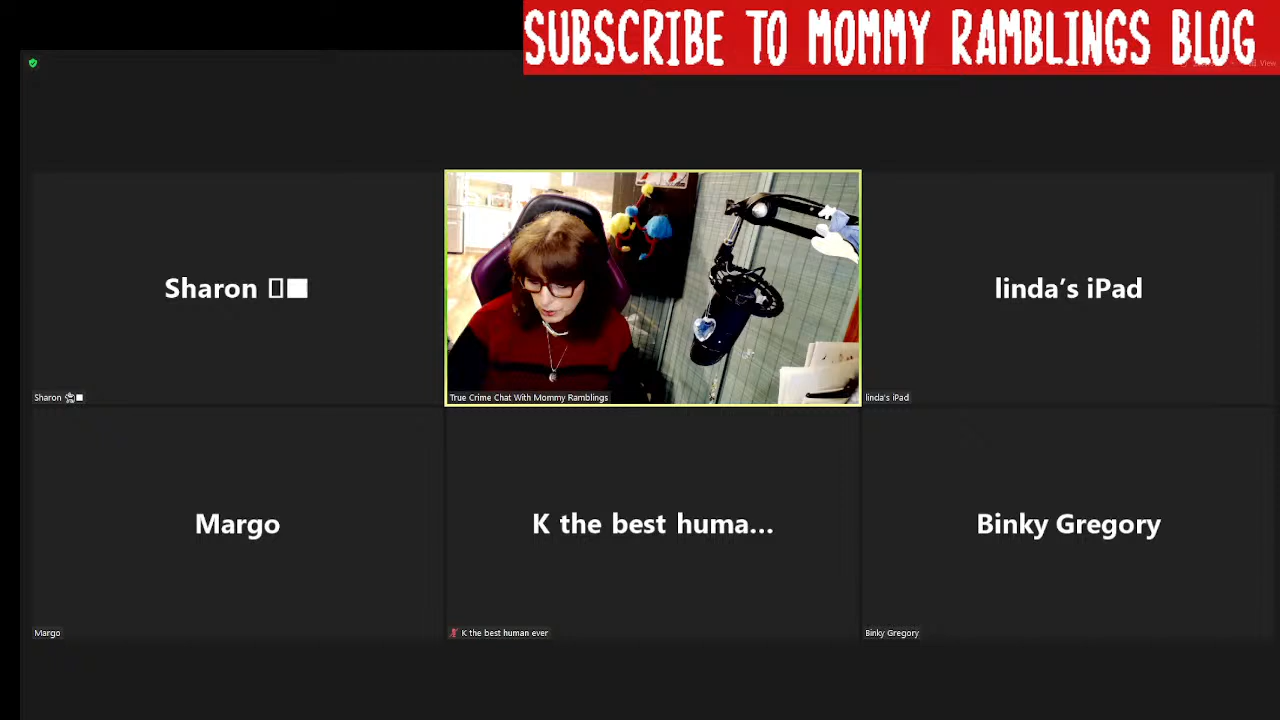 SUBSCRIBE TO MOMMY RAMBLINGS BLOG
View
Sharon
linda's iPad
Sharon
True Crime Chat With Mommy Ramblings
linda's iPad
Margo
K the best huma...
Binky Gregory
Margo
K the best human ever
Binky Gregory